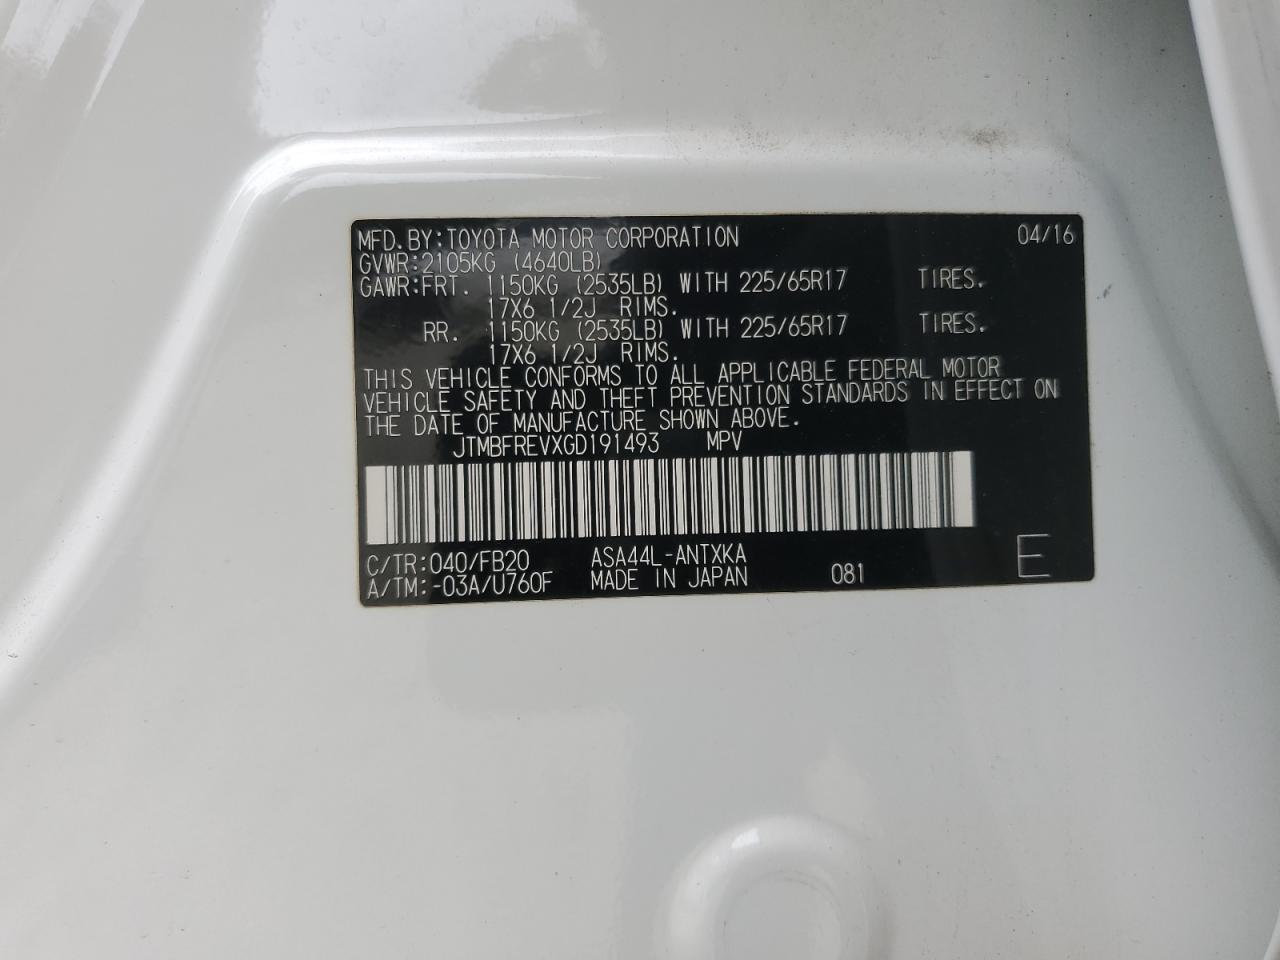 MFD.BY:TOYOTA MOTOR CORPORATION 04/16
GVWR:2105KG (4640LB)
GAWR:FRT. 1150KG (2535LB) WITH 225/65R17 TIRES.
17X6 1/2J RIMS.
RR. 1150KG (2535LB) WITH 225/65R17 TIRES.
17X6 1/2J RIMS.
THIS VEHICLE CONFORMS TO ALL APPLICABLE FEDERAL MOTOR
VEHICLE SAFETY AND THEFT PREVENTION STANDARDS IN EFFECT ON
THE DATE OF MANUFACTURE SHOWN ABOVE.
JTMBFREVXGD191493 MPV
C/TR:040/FB20 ASA44L-ANTXKA
A/TM:-03A/U760F MADE IN JAPAN 081 E